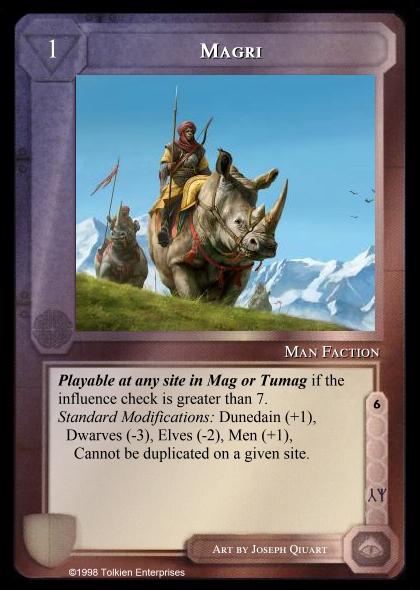 1
MAGRI
MAN FACTION
Playable at any site in Mag or Tumag if the
influence check is greater than 7.
Standard Modifications: Dunedain (+1),
Dwarves (-3), Elves (-2), Men (+1),
Cannot be duplicated on a given site.
6
ART BY JOSEPH QIUART
©1998 Tolkien Enterprises